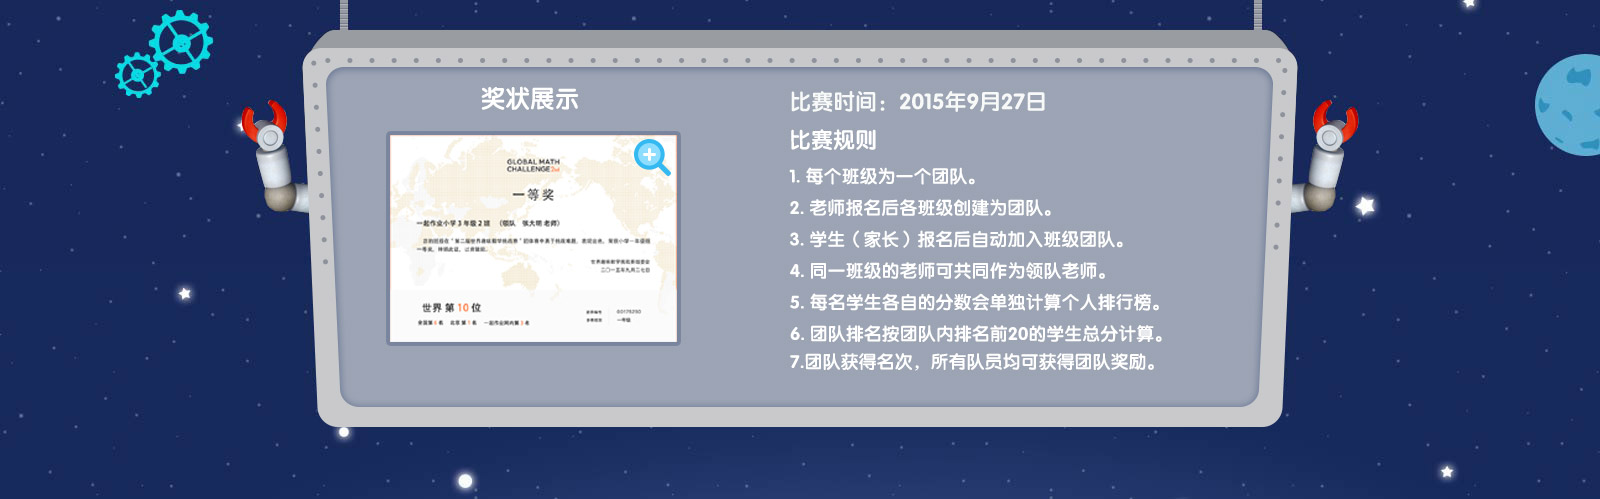 奖状展示
GLOBAL MATH
CHALLENGE
一等奖
一起作业小学3年级2班 （领队 张大明 老师）
世界 第 10 位
00176250
一年级
比赛时间：2015年9月27日
比赛规则
1. 每个班级为一个团队。
2. 老师报名后各班级创建为团队。
3. 学生（家长）报名后自动加入班级团队。
4. 同一班级的老师可共同作为领队老师。
5. 每名学生各自的分数会单独计算个人排行榜。
6. 团队排名按团队内排名前20的学生总分计算。
7.团队获得名次，所有队员均可获得团队奖励。